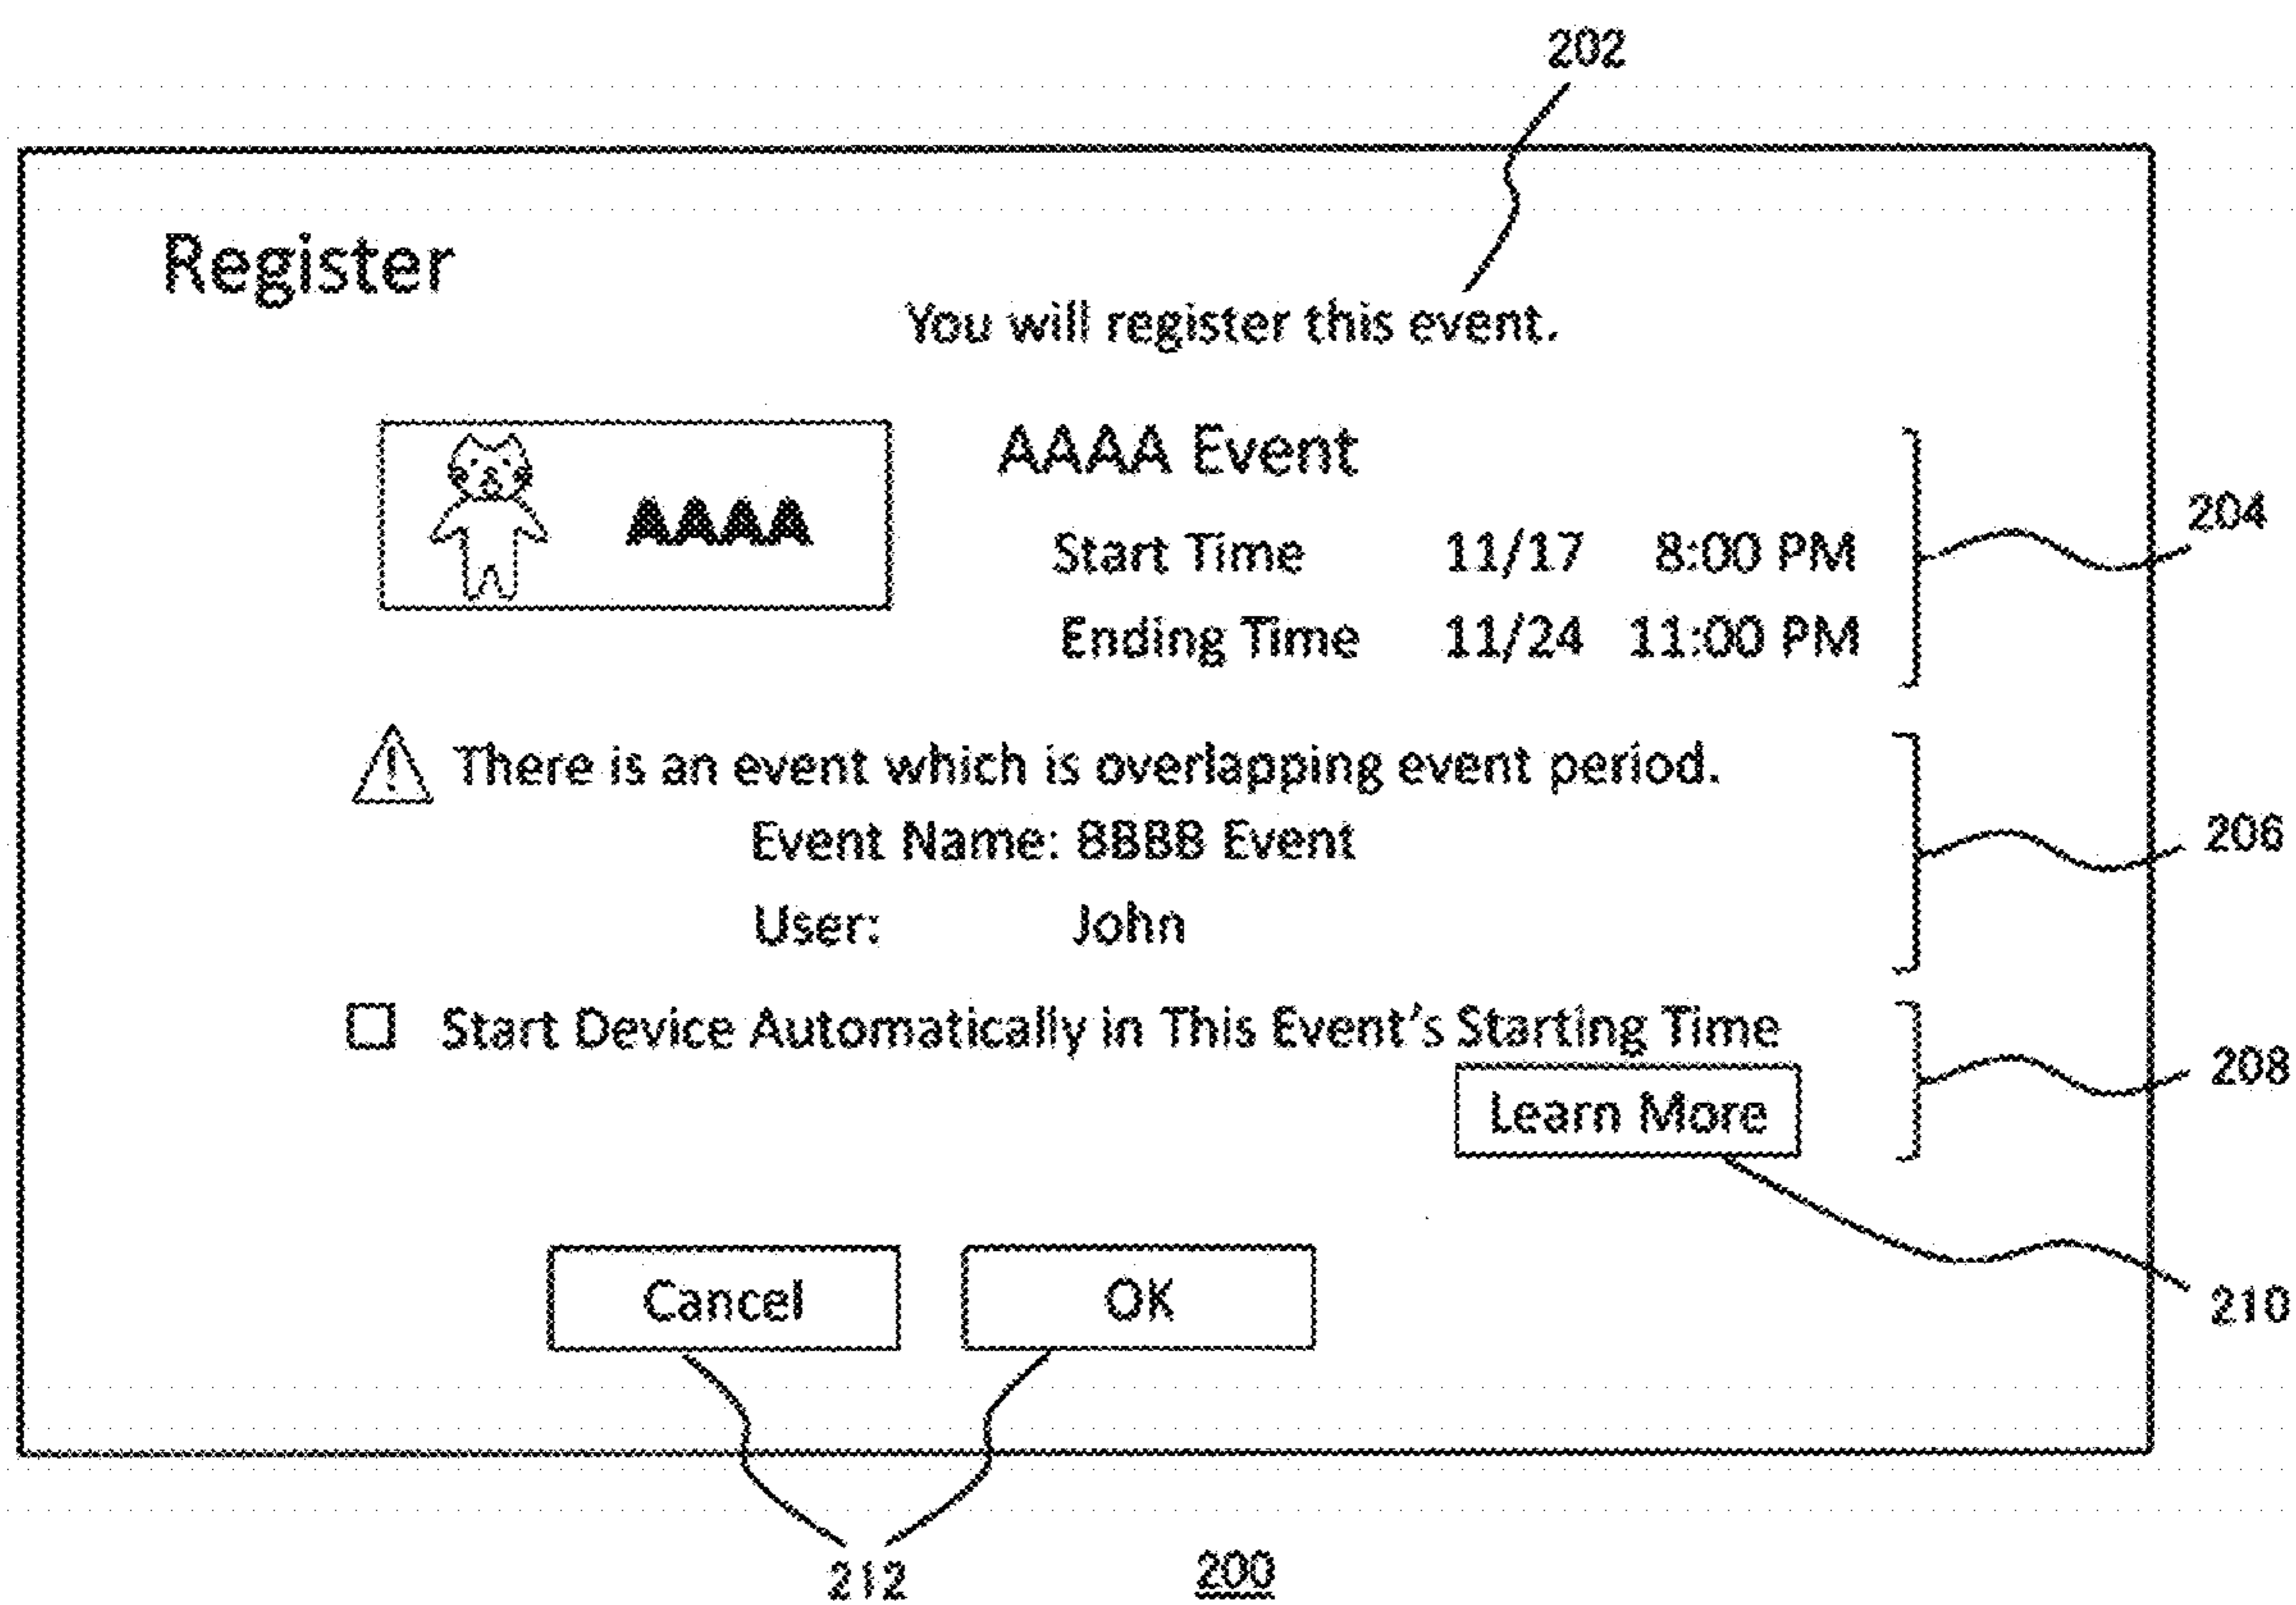 202
Register
You will register this event.
AAAA
AAAA Event
Start Time 11/17 8:00 PM
Ending Time 11/24 11:00 PM
204
There is an event which is overlapping event period.
Event Name: BBBB Event
User: John
206
Start Device Automatically in This Event's Starting Time
Learn More
208
210
Cancel
OK
212
200